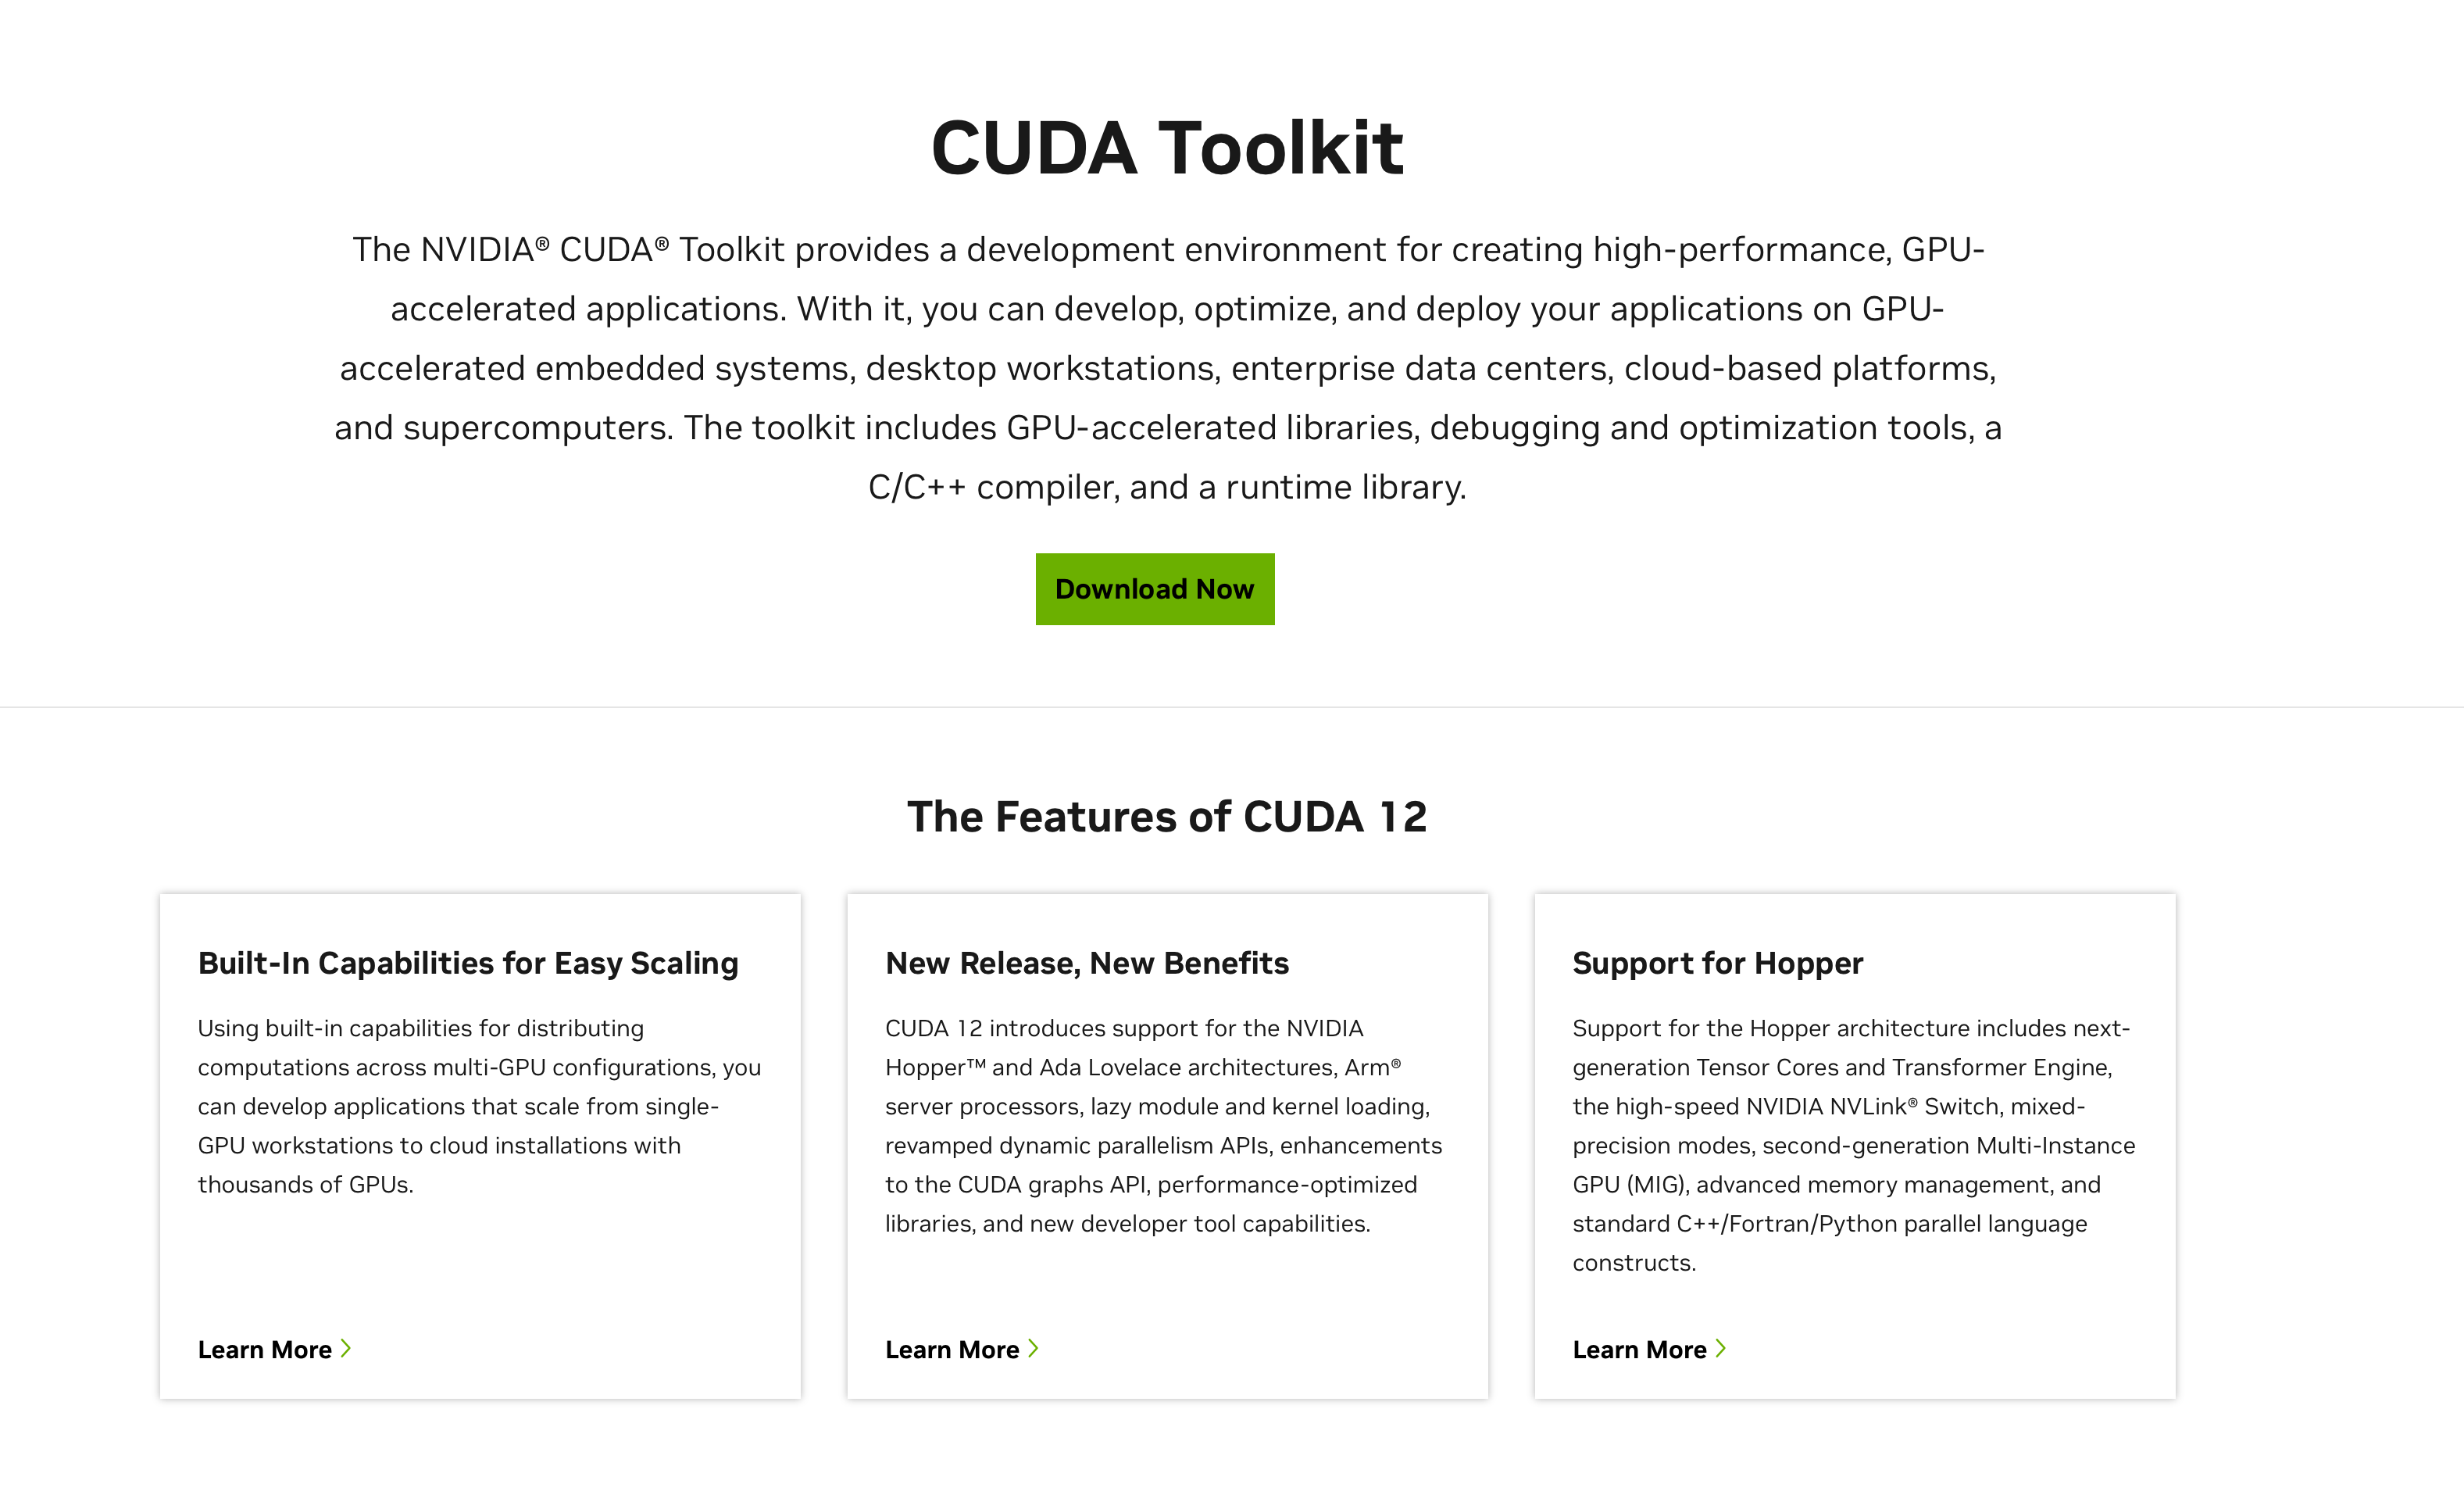 CUDA Toolkit
The NVIDIA® CUDA® Toolkit provides a development environment for creating high-performance, GPU-
accelerated applications. With it, you can develop, optimize, and deploy your applications on GPU-
accelerated embedded systems, desktop workstations, enterprise data centers, cloud-based platforms,
and supercomputers. The toolkit includes GPU-accelerated libraries, debugging and optimization tools, a
C/C++ compiler, and a runtime library.
Download Now
The Features of CUDA 12
Built-In Capabilities for Easy Scaling
Using built-in capabilities for distributing
computations across multi-GPU configurations, you
can develop applications that scale from single-
GPU workstations to cloud installations with
thousands of GPUs.
Learn More
New Release, New Benefits
CUDA 12 introduces support for the NVIDIA
Hopper™ and Ada Lovelace architectures, Arm®
server processors, lazy module and kernel loading,
revamped dynamic parallelism APIs, enhancements
to the CUDA graphs API, performance-optimized
libraries, and new developer tool capabilities.
Learn More
Support for Hopper
Support for the Hopper architecture includes next-
generation Tensor Cores and Transformer Engine,
the high-speed NVIDIA NVLink® Switch, mixed-
precision modes, second-generation Multi-Instance
GPU (MIG), advanced memory management, and
standard C++/Fortran/Python parallel language
constructs.
Learn More